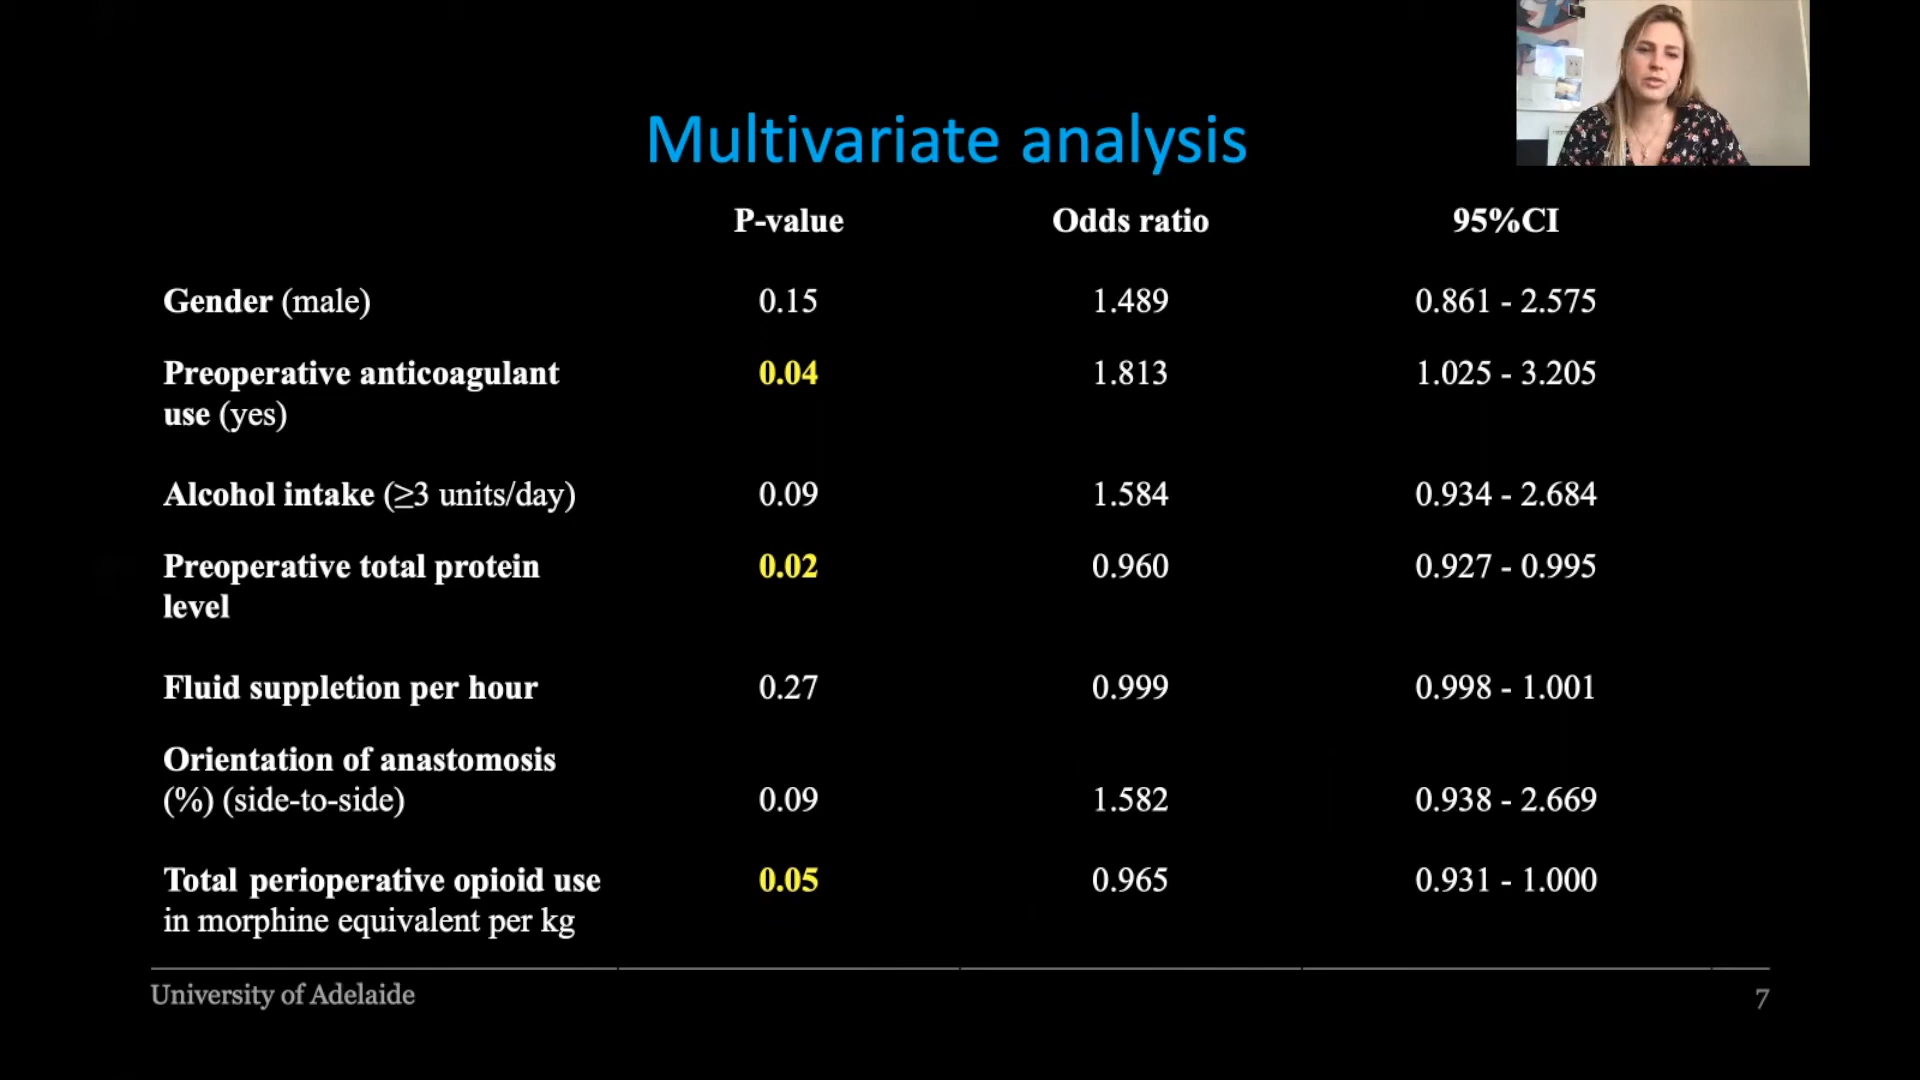 Multivariate analysis
P-value Odds ratio 95%CI
Gender (male) 0.15 1.489 0.861 - 2.575
Preoperative anticoagulant 0.04 1.813 1.025 - 3.205
use (yes)
Alcohol intake (≥3 units/day) 0.09 1.584 0.934 - 2.684
Preoperative total protein 0.02 0.960 0.927 - 0.995
level
Fluid suppletion per hour 0.27 0.999 0.998 - 1.001
Orientation of anastomosis
(%) (side-to-side) 0.09 1.582 0.938 - 2.669
Total perioperative opioid use 0.05 0.965 0.931 - 1.000
in morphine equivalent per kg
University of Adelaide 7